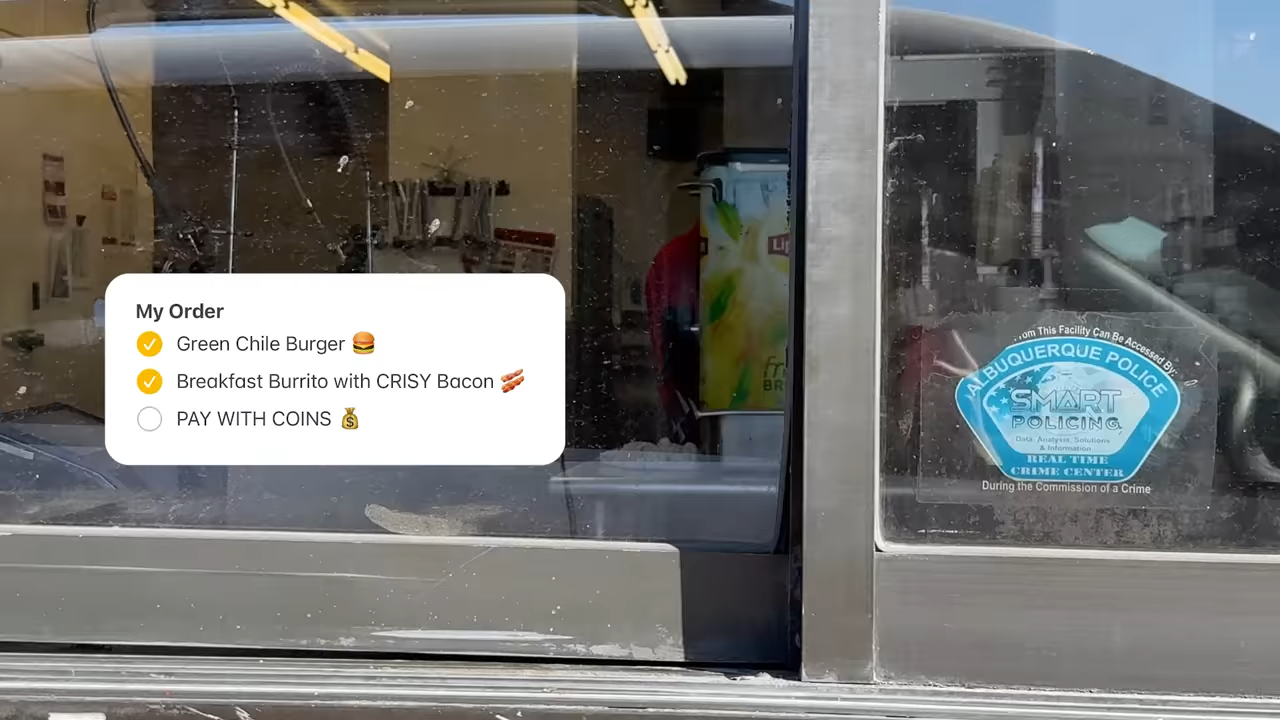 My Order
Green Chile Burger 🍔
Breakfast Burrito with CRISY Bacon 🥓
PAY WITH COINS 💰
om This Facility Can Be Accessed By:
ALBUQUERQUE POLICE
SMART
POLICING
Data, Analysis, Solutions
& Information
REAL TIME
CRIME CENTER
During the Commission of a Crime